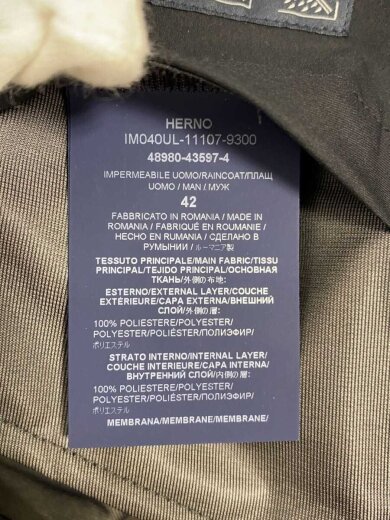 HERNO
IM040UL-11107-9300
48980-43597-4
IMPERMEABILE UOMO/RAINCOAT/ПЛАЩ
UOMO / MAN / МУЖ
42
FABBRICATO IN ROMANIA / MADE IN
ROMANIA / FABRIQUÉ EN ROUMANIE /
HECHO EN RUMANIA / СДЕЛАНО В
РУМЫНИИ / ルーマニア製
TESSUTO PRINCIPALE/MAIN FABRIC/TISSU
PRINCIPAL/TEJIDO PRINCIPAL/ОСНОВНАЯ
ТКАНЬ/外側の布地:
ESTERNO/EXTERNAL LAYER/COUCHE
EXTÉRIEURE/CAPA EXTERNA/ВНЕШНИЙ
СЛОЙ/外側の層:
100% POLIESTERE/POLYESTER/
POLYESTER/POLIÉSTER/ПОЛИЭФИР/
ポリエステル
STRATO INTERNO/INTERNAL LAYER/
COUCHE INTERIEURE/CAPA INTERNA/
ВНУТРЕННИЙ СЛОЙ/内側の層:
100% POLIESTERE/POLYESTER/
POLYESTER/POLIÉSTER/ПОЛИЭФИР/
ポリエステル
MEMBRANA/MEMBRANE/MEMBRANE/